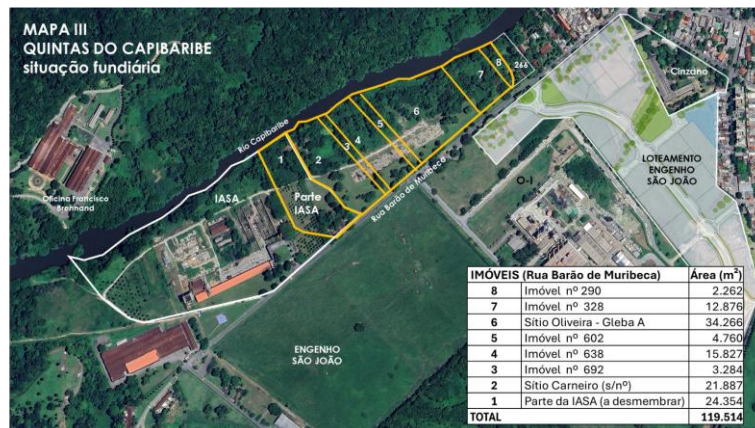 MAPA III
QUINTAS DO CAPIBARIBE
situação fundiária
Oficina Francisco
Brennand
Rio Capibaribe
IASA
1
Parte
IASA
2
3
4
5
6
7
8
266
Rua Barão de Muribeca
O-I
Cinzano
LOTEAMENTO
ENGENHO
SÃO JOÃO
ENGENHO
SÃO JOÃO
IMÓVEIS (Rua Barão de Muribeca) Área (m²)
8 Imóvel nº 290 2.262
7 Imóvel nº 328 12.876
6 Sítio Oliveira - Gleba A 34.266
5 Imóvel nº 602 4.760
4 Imóvel nº 638 15.827
3 Imóvel nº 692 3.284
2 Sítio Carneiro (s/nº) 21.887
1 Parte da IASA (a desmembrar) 24.354
TOTAL 119.514